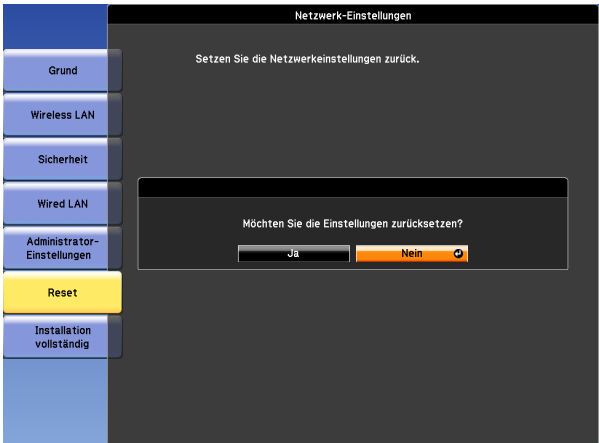 Netzwerk-Einstellungen
Setzen Sie die Netzwerkeinstellungen zurück.
Grund
Wireless LAN
Sicherheit
Wired LAN
Administrator-
Einstellungen
Reset
Installation
vollständig
Möchten Sie die Einstellungen zurücksetzen?
Ja
Nein